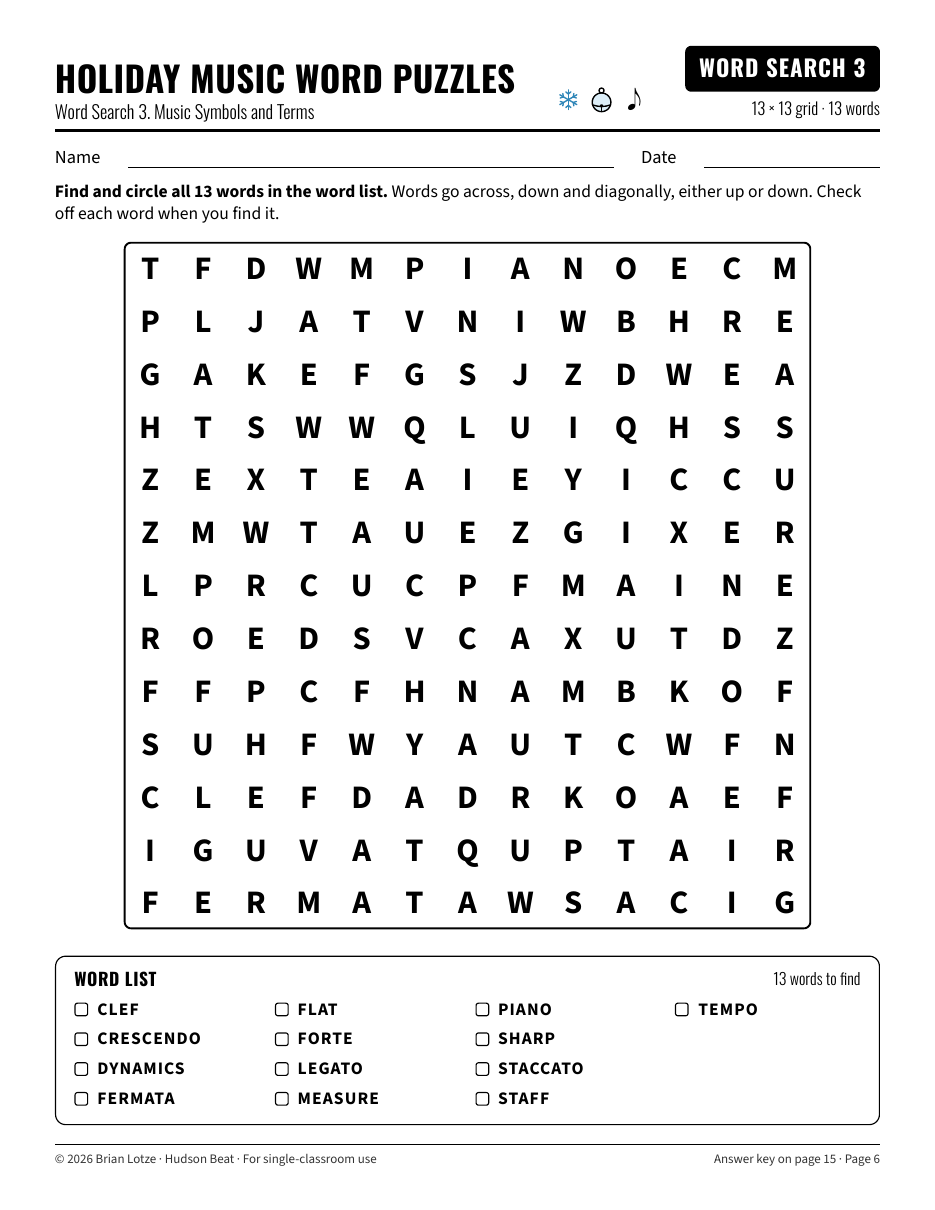 HOLIDAY MUSIC WORD PUZZLES
Word Search 3. Music Symbols and Terms
WORD SEARCH 3
13 × 13 grid · 13 words
Name Date
Find and circle all 13 words in the word list. Words go across, down and diagonally, either up or down. Check
off each word when you find it.
T F D W M P I A N O E C M
P L J A T V N I W B H R E
G A K E F G S J Z D W E A
H T S W W Q L U I Q H S S
Z E X T E A I E Y I C C U
Z M W T A U E Z G I X E R
L P R C U C P F M A I N E
R O E D S V C A X U T D Z
F F P C F H N A M B K O F
S U H F W Y A U T C W F N
C L E F D A D R K O A E F
I G U V A T Q U P T A I R
F E R M A T A W S A C I G
WORD LIST 13 words to find
CLEF FLAT PIANO TEMPO
CRESCENDO FORTE SHARP
DYNAMICS LEGATO STACCATO
FERMATA MEASURE STAFF
© 2026 Brian Lotze · Hudson Beat · For single-classroom use Answer key on page 15 · Page 6